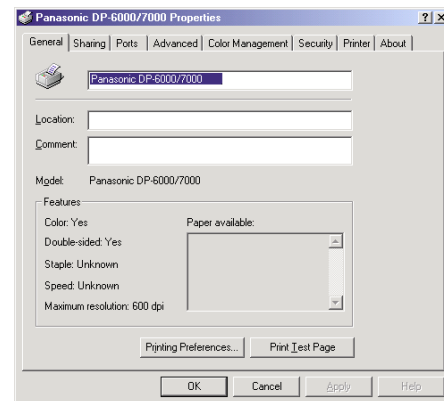 Panasonic DP-6000/7000 Properties
General Sharing Ports Advanced Color Management Security Printer About
Panasonic DP-6000/7000
Location:
Comment:
Model: Panasonic DP-6000/7000
Features
Color: Yes Paper available:
Double-sided: Yes
Staple: Unknown
Speed: Unknown
Maximum resolution: 600 dpi
Printing Preferences... Print Test Page
OK Cancel Apply Help